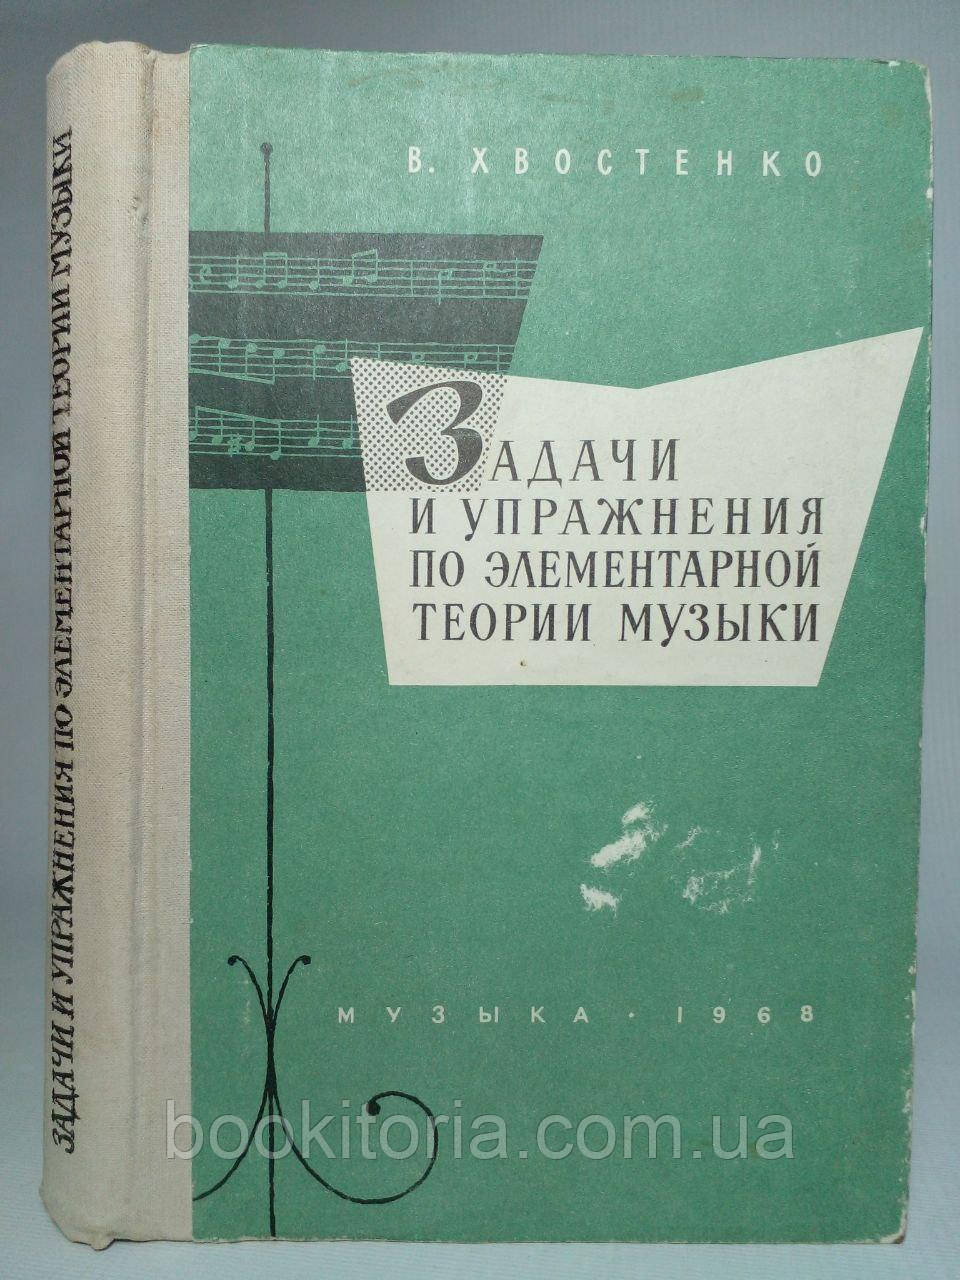 ЗАДАЧИ И УПРАЖНЕНИЯ ПО ЭЛЕМЕНТАРНОЙ ТЕОРИИ МУЗЫКИ
В. ХВОСТЕНКО
ЗАДАЧИ
И УПРАЖНЕНИЯ
ПО ЭЛЕМЕНТАРНОЙ
ТЕОРИИ МУЗЫКИ
МУЗЫКА · 1968
bookitoria.com.ua